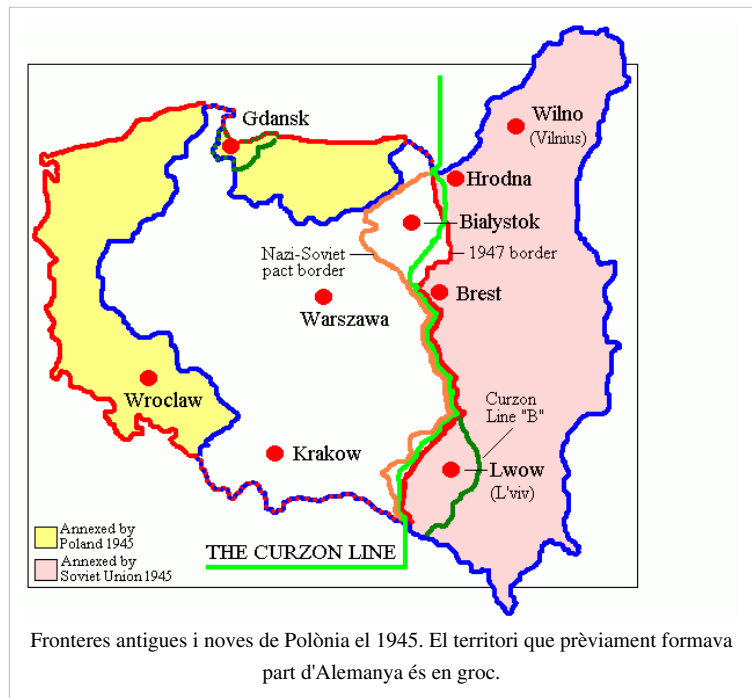 Gdansk
Wilno
(Vilnius)
Hrodna
Bialystok
Nazi-Soviet
pact border
1947 border
Brest
Warszawa
Wroclaw
Curzon
Line "B"
Krakow
Lwow
(L'viv)
Annexed by
Poland 1945
THE CURZON LINE
Annexed by
Soviet Union 1945
Fronteres antigues i noves de Polònia el 1945. El territori que prèviament formava
part d'Alemanya és en groc.